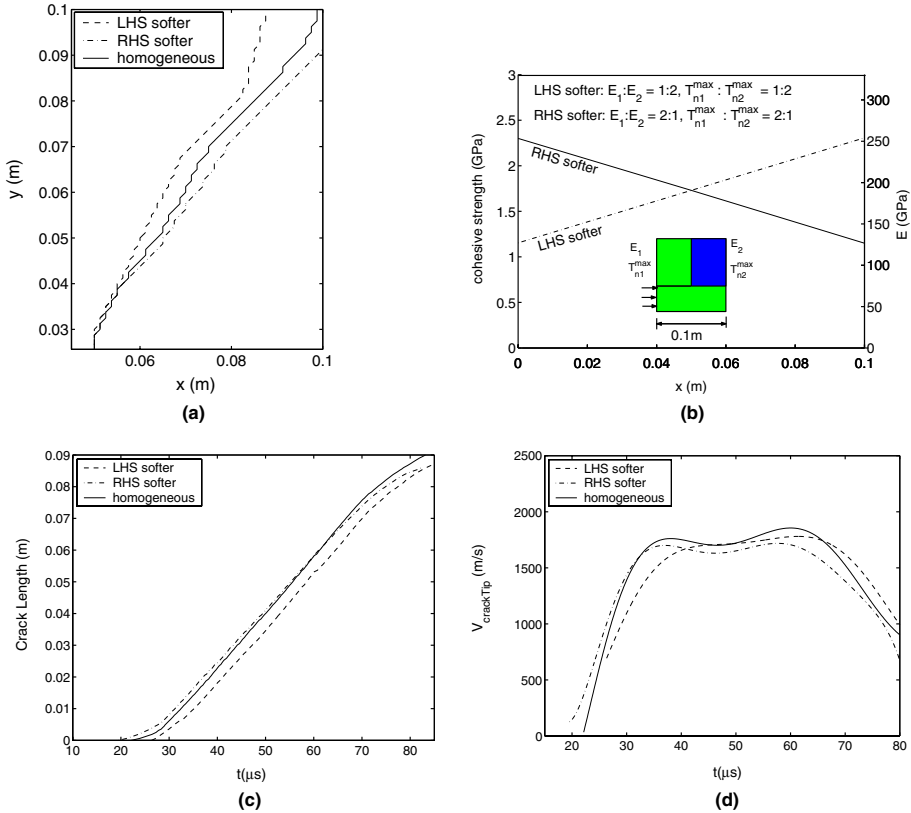 LHS softer
RHS softer
homogeneous
0.1
0.09
0.08
0.07
0.06
0.05
0.04
0.03
y (m)
0.06
0.08
0.1
x (m)
(a)
LHS softer: E1:E2 = 1:2, Tn1max : Tn2max = 1:2
RHS softer: E1:E2 = 2:1, Tn1max : Tn2max = 2:1
3
2.5
2
1.5
1
0.5
0
cohesive strength (GPa)
300
250
200
150
100
50
0
E (GPa)
RHS softer
LHS softer
E1
Tn1max
E2
Tn2max
0.1m
0
0.02
0.04
0.06
0.08
0.1
x (m)
(b)
LHS softer
RHS softer
homogeneous
0.09
0.08
0.07
0.06
0.05
0.04
0.03
0.02
0.01
0
Crack Length (m)
10
20
30
40
50
60
70
80
t(μs)
(c)
LHS softer
RHS softer
homogeneous
2500
2000
1500
1000
500
0
VcrackTip (m/s)
15
20
30
40
50
60
70
80
t(μs)
(d)